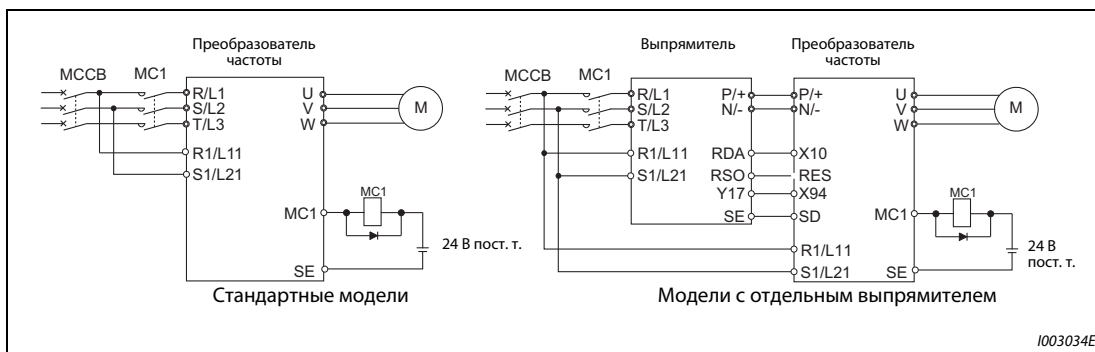 Преобразователь
частоты
MCCB MC1
R/L1
S/L2
T/L3
R1/L11
S1/L21
U
V
W
M
MC1
MC1
SE
24 В пост. т.
Стандартные модели
Выпрямитель
Преобразователь
частоты
MCCB MC1
R/L1
S/L2
T/L3
R1/L11
S1/L21
P/+
N/-
RDA
RSO
Y17
SE
P/+
N/-
X10
RES
X94
SD
R1/L11
S1/L21
U
V
W
M
MC1
MC1
SE
24 В
пост. т.
Модели с отдельным выпрямителем
I003034E